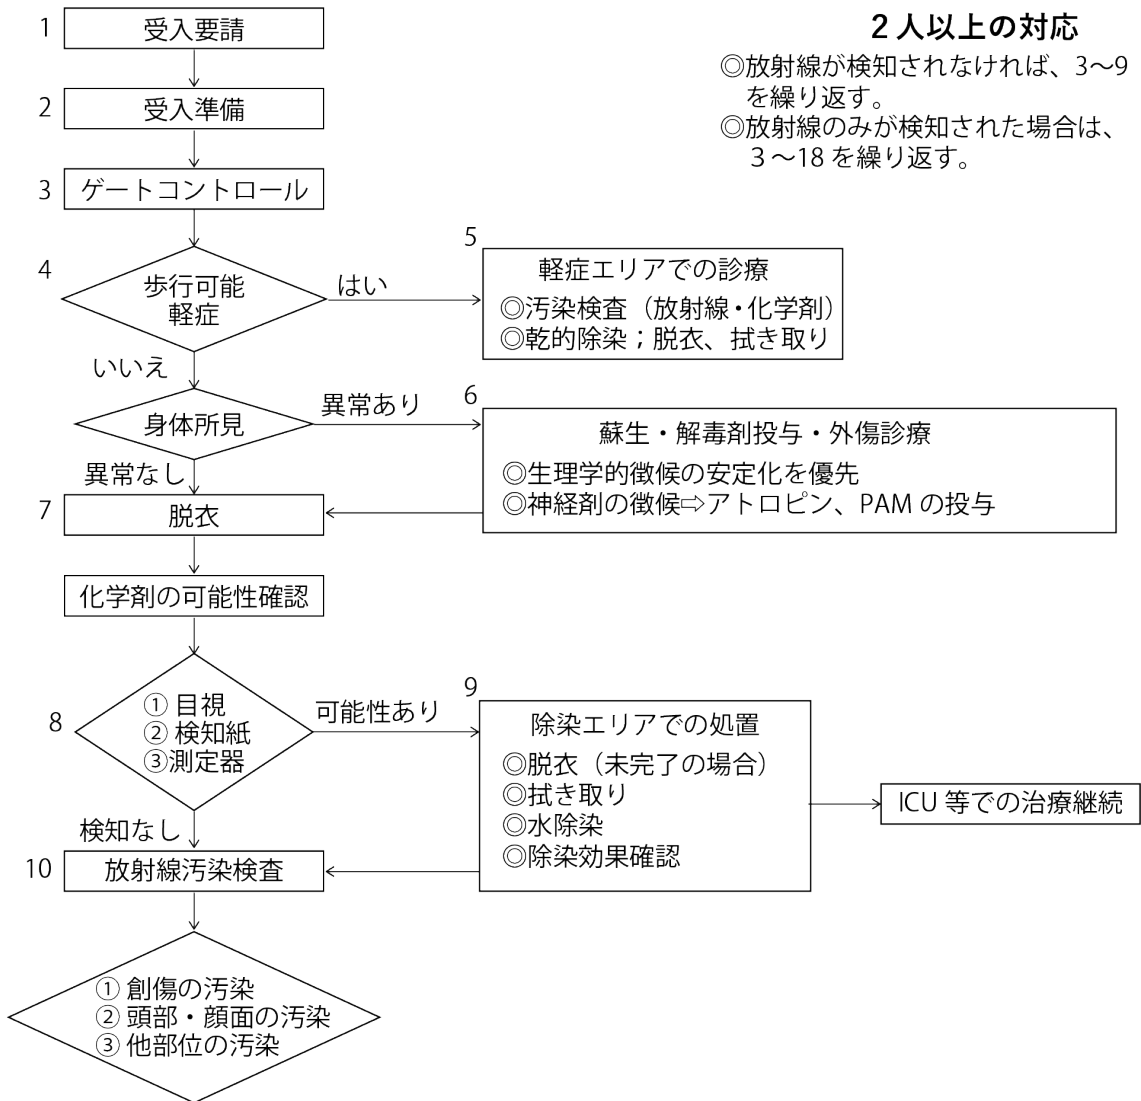 1
受入要請
2人以上の対応
◎放射線が検知されなければ、3〜9
を繰り返す。
◎放射線のみが検知された場合は、
3〜18を繰り返す。
2
受入準備
3
ゲートコントロール
4
歩行可能
軽症
はい
いいえ
5
軽症エリアでの診療
◎汚染検査（放射線・化学剤）
◎乾的除染；脱衣、拭き取り
身体所見
異常あり
異常なし
6
蘇生・解毒剤投与・外傷診療
◎生理学的徴候の安定化を優先
◎神経剤の徴候⇨アトロピン、PAMの投与
7
脱衣
化学剤の可能性確認
8
① 目視
② 検知紙
③測定器
可能性あり
検知なし
9
除染エリアでの処置
◎脱衣（未完了の場合）
◎拭き取り
◎水除染
◎除染効果確認
ICU 等での治療継続
10
放射線汚染検査
① 創傷の汚染
② 頭部・顔面の汚染
③ 他部位の汚染